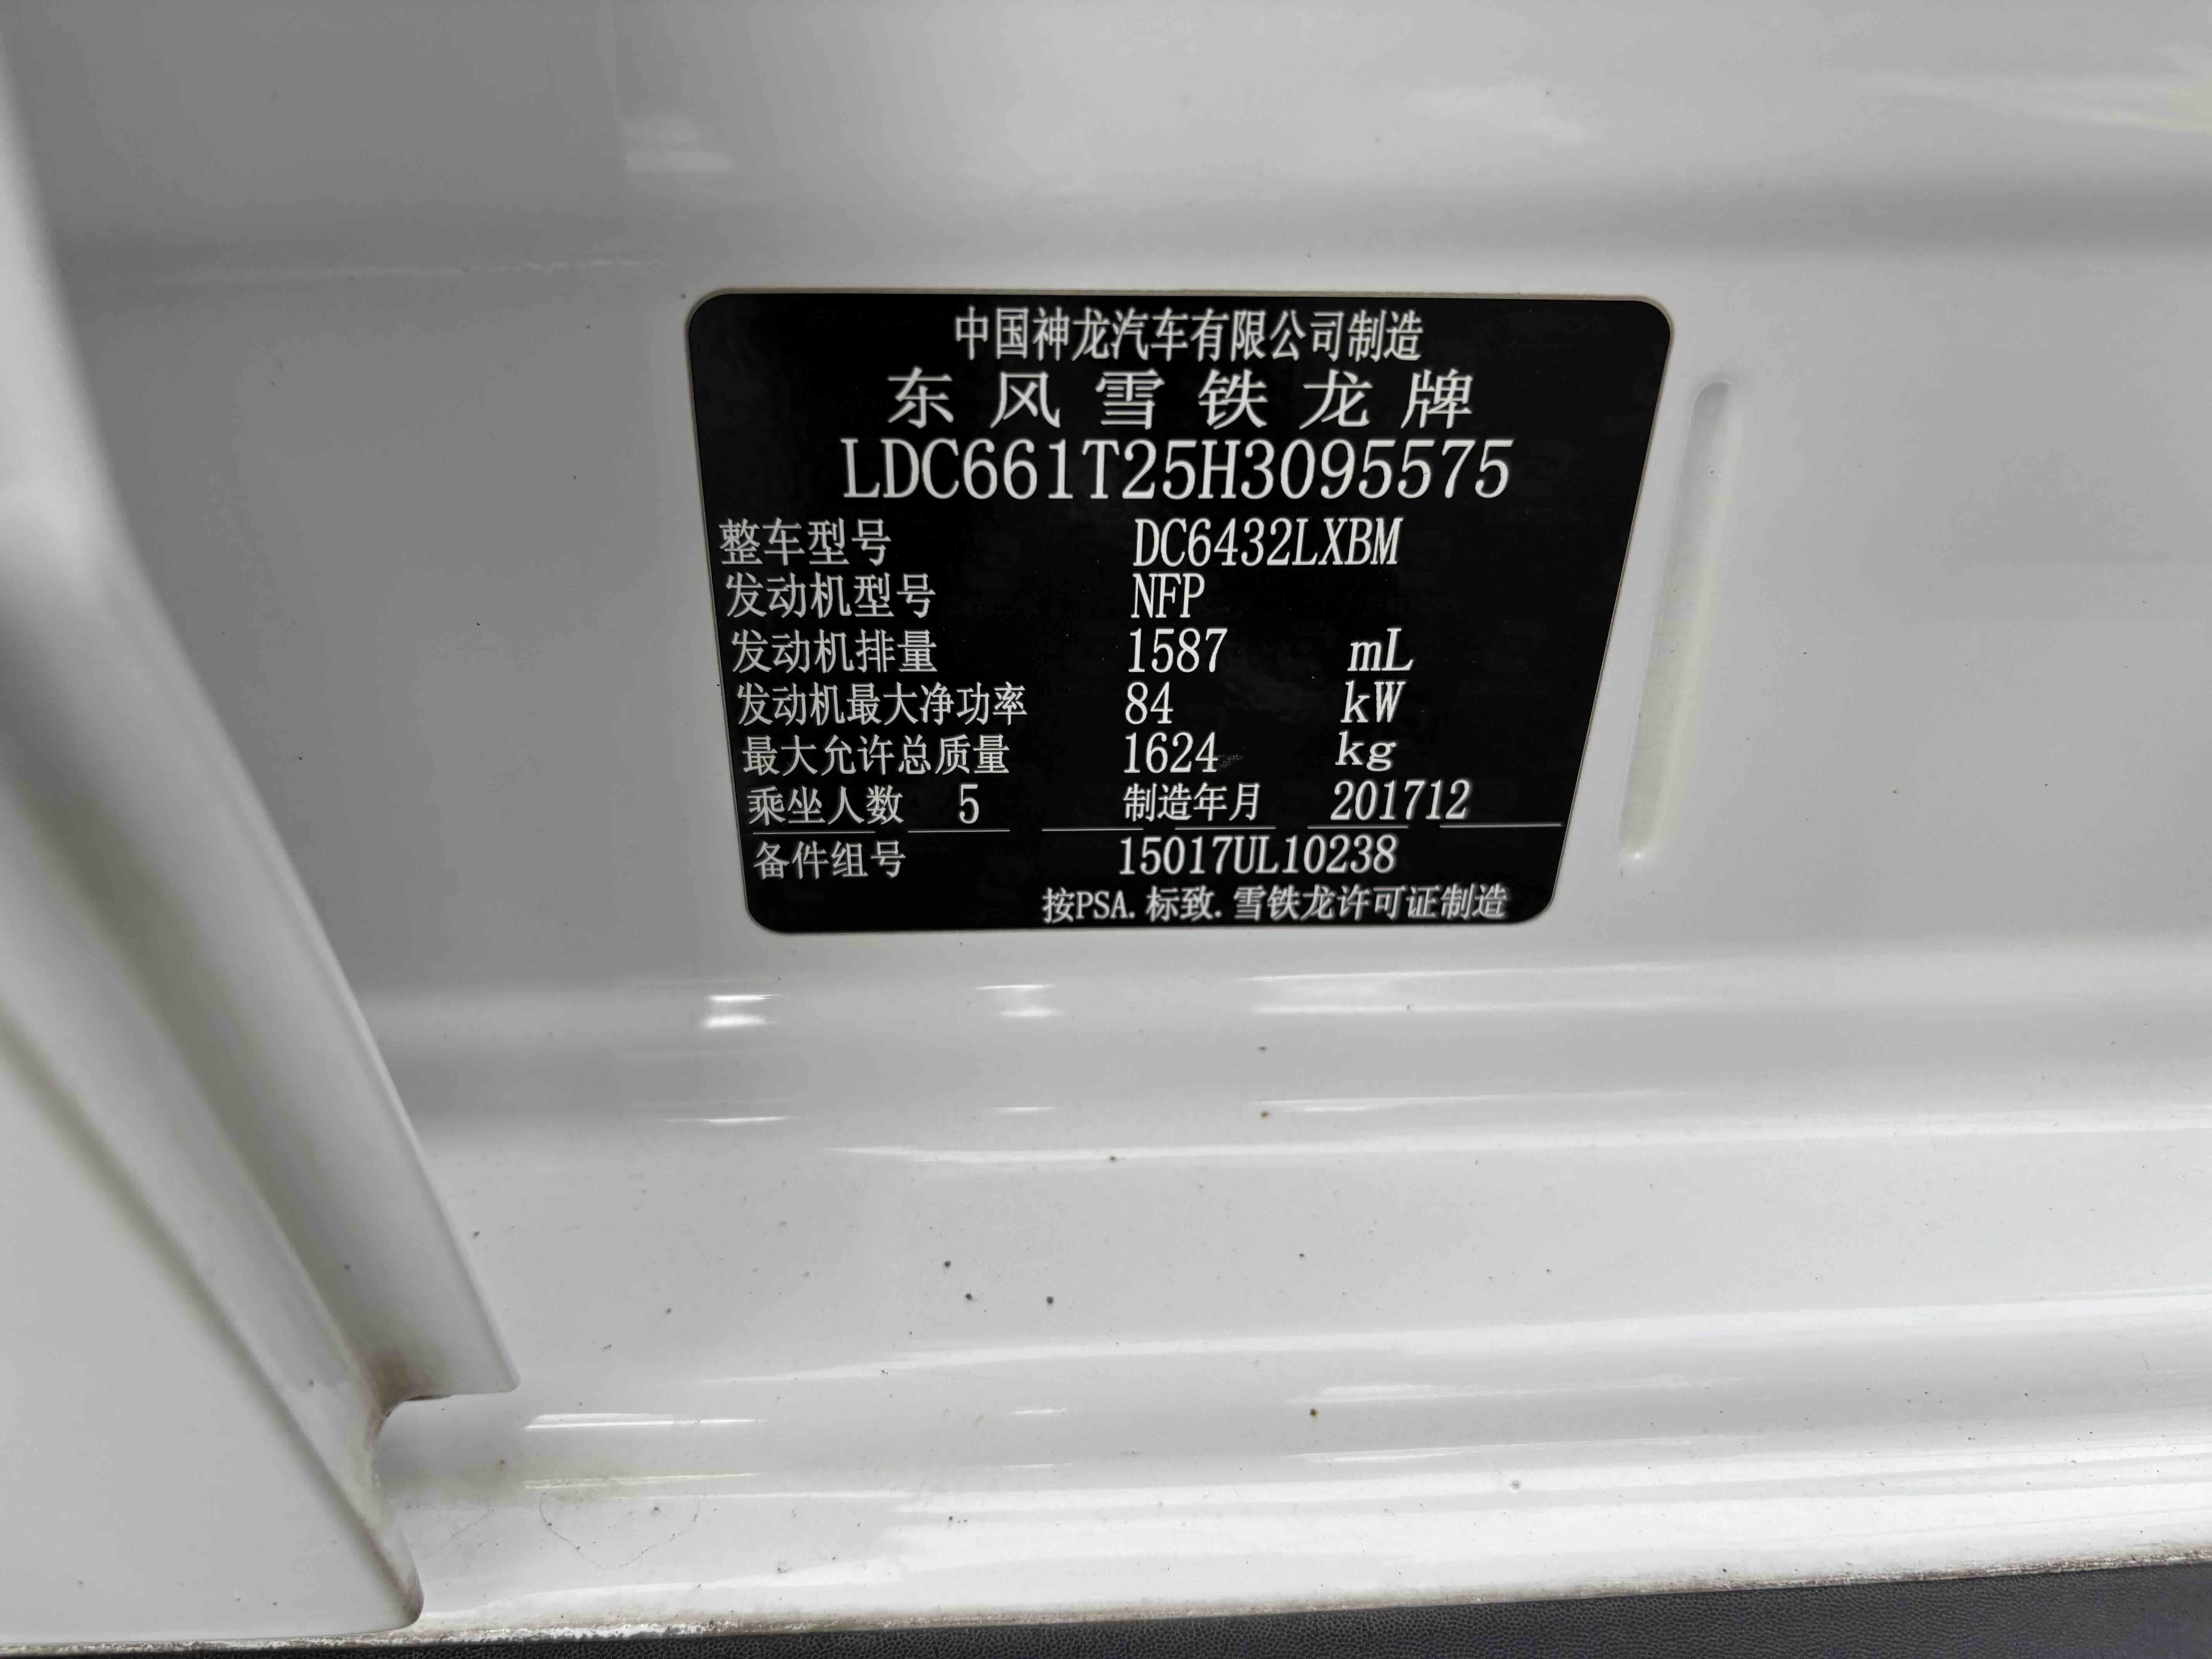 中国神龙汽车有限公司制造
东风雪铁龙牌
LDC661T25H3095575
整车型号 DC6432LXBM
发动机型号 NFP
发动机排量 1587 mL
发动机最大净功率 84 kW
最大允许总质量 1624 kg
乘坐人数 5 制造年月 201712
备件组号 15017UL10238
按PSA.标致.雪铁龙许可证制造